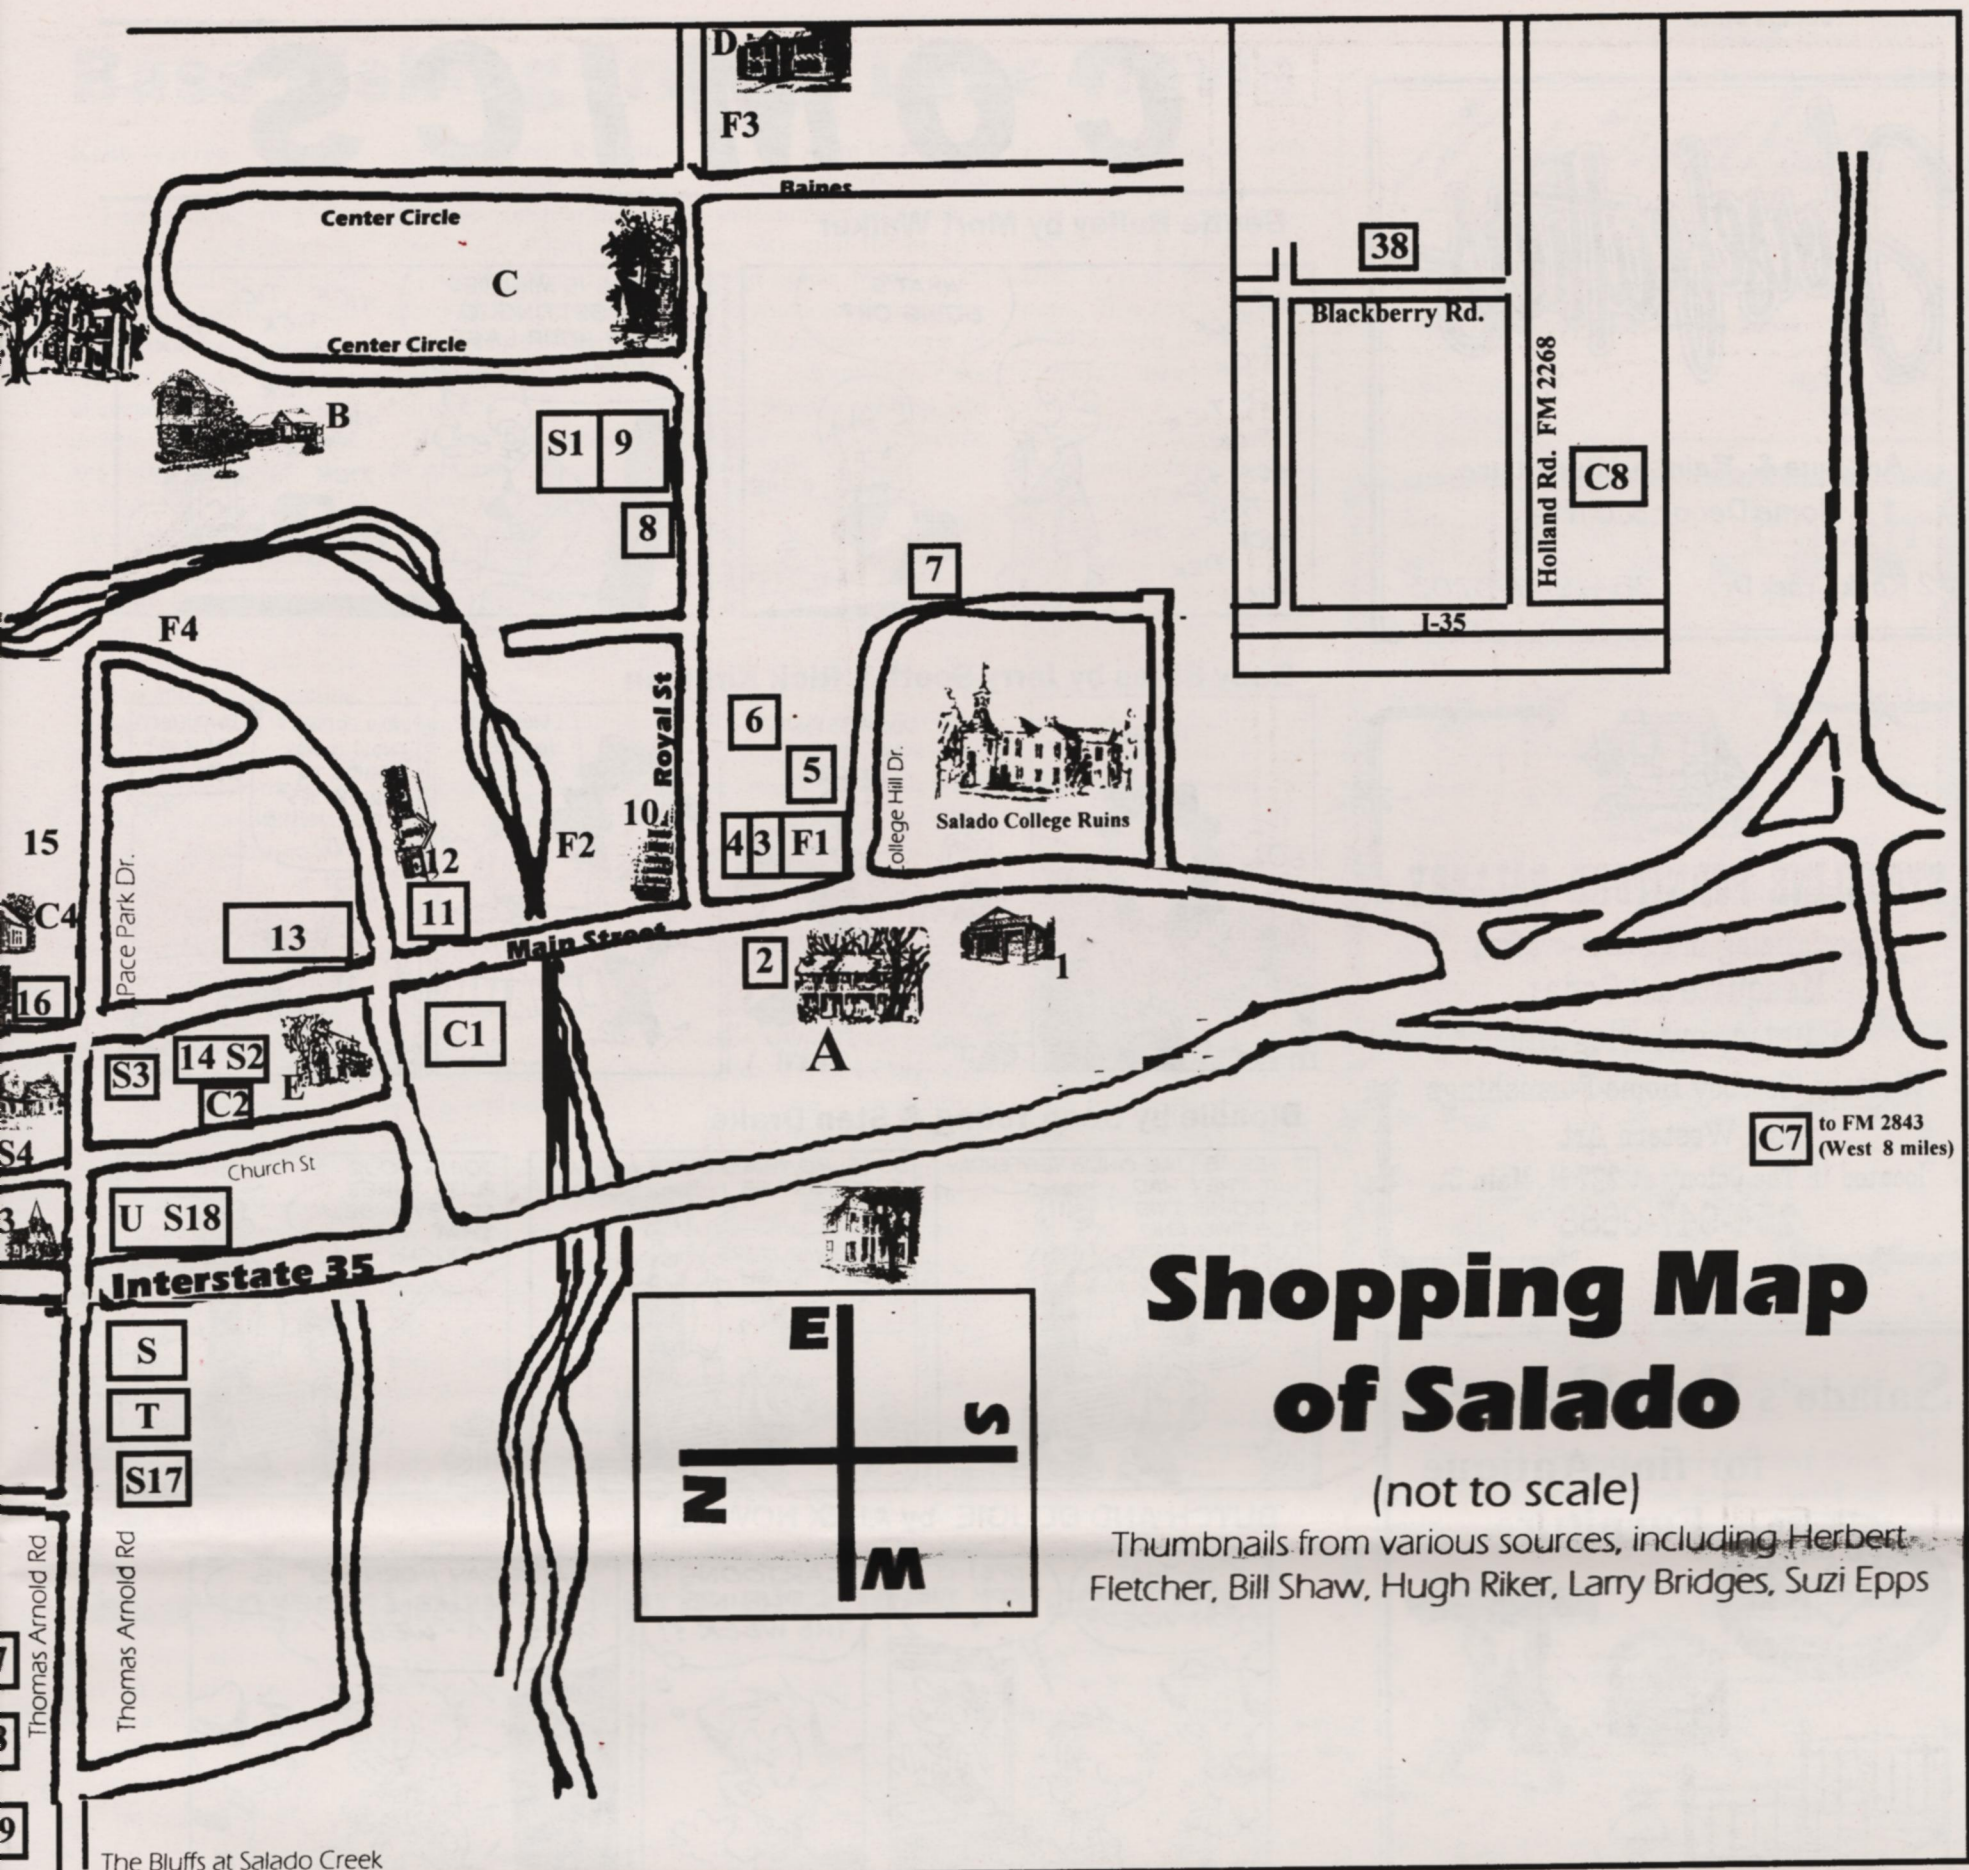 D
F3
Baines
Center Circle
C
Center Circle
B
S1 9
8
38
Blackberry Rd.
Holland Rd. FM 2268
C8
I-35
7
F4
Royal St
6
5
4 3 F1
College Hill Dr.
Salado College Ruins
10
F2
12
11
15
Pace Park Dr.
C4
13
16
Main Street
2
1
A
C1
14 S2
S3
C2
E
S4
Church St
3
U S18
Interstate 35
C7 to FM 2843
(West 8 miles)
S
T
S17
E
S
N
W
Shopping Map
of Salado
(not to scale)
Thumbnails from various sources, including Herbert
Fletcher, Bill Shaw, Hugh Riker, Larry Bridges, Suzi Epps
Thomas Arnold Rd
Thomas Arnold Rd
9
The Bluffs at Salado Creek